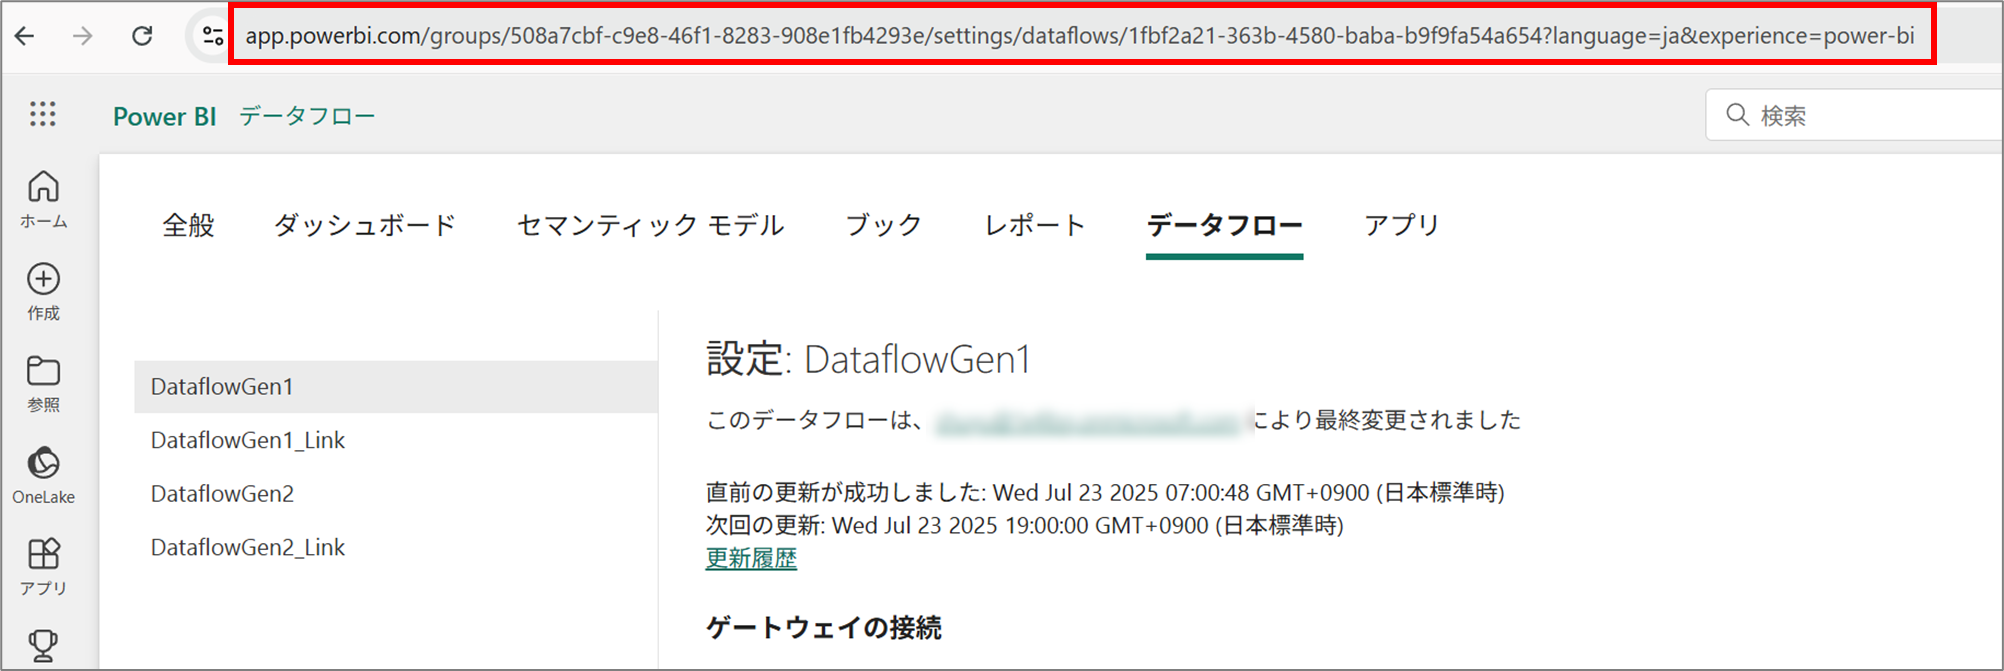 app.powerbi.com/groups/508a7cbf-c9e8-46f1-8283-908e1fb4293e/settings/dataflows/1fbf2a21-363b-4580-baba-b9f9fa54a654?language=ja&experience=power-bi
Power BI データフロー
検索
ホーム
作成
参照
OneLake
アプリ
全般 ダッシュボード セマンティック モデル ブック レポート データフロー アプリ
DataflowGen1
DataflowGen1_Link
DataflowGen2
DataflowGen2_Link
設定: DataflowGen1
このデータフローは、 により最終変更されました
直前の更新が成功しました: Wed Jul 23 2025 07:00:48 GMT+0900 (日本標準時)
次回の更新: Wed Jul 23 2025 19:00:00 GMT+0900 (日本標準時)
更新履歴
ゲートウェイの接続